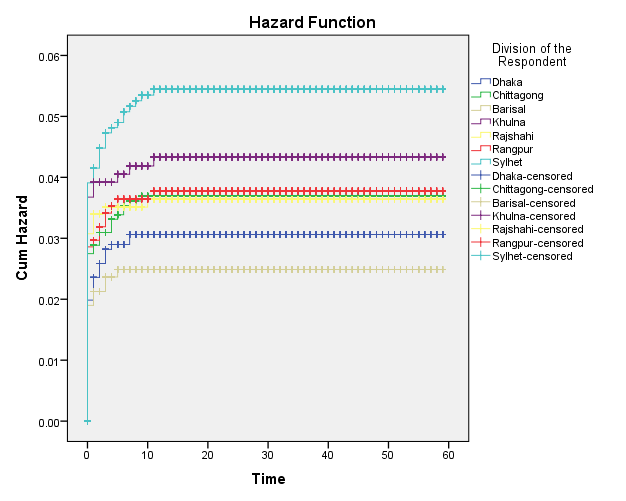 Hazard Function
Division of the
Respondent
Dhaka
Chittagong
Barisal
Khulna
Rajshahi
Rangpur
Sylhet
Dhaka-censored
Chittagong-censored
Barisal-censored
Khulna-censored
Rajshahi-censored
Rangpur-censored
Sylhet-censored
Cum Hazard
0.06
0.05
0.04
0.03
0.02
0.01
0.00
0
10
20
30
40
50
60
Time